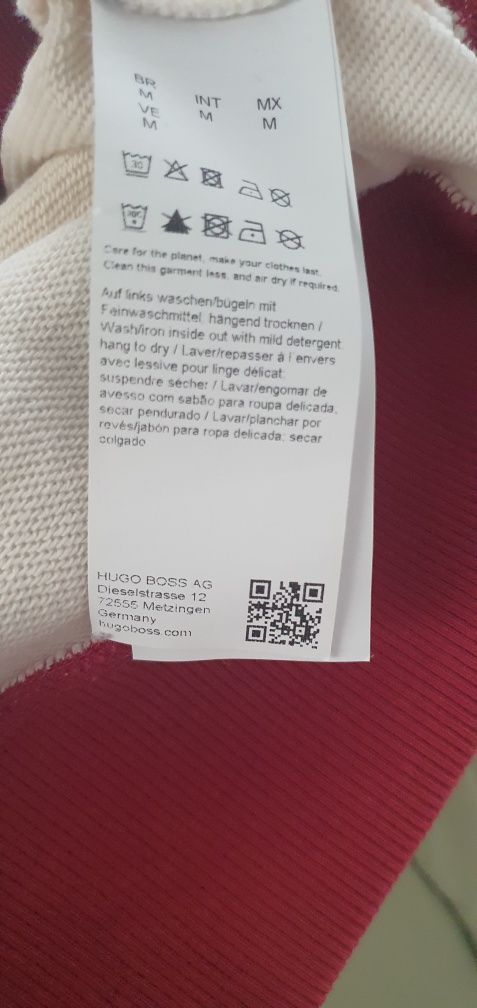 BR
M
VE
M
INT
M
MX
M
30
30C
Care for the planet, make your clothes last.
Clean this garment less, and air dry if required.
Auf links waschen/bügeln mit
Feinwaschmittel, hängend trocknen /
Wash/iron inside out with mild detergent,
hang to dry / Laver/repasser à l envers
avec lessive pour linge délicat,
suspendre sécher / Lavar/engomar de
avesso com sabão para roupa delicada,
secar pendurado / Lavar/planchar por
revés/jabón para ropa delicada, secar
colgado
HUGO BOSS AG
Dieselstrasse 12
72555 Metzingen
Germany
hugoboss.com